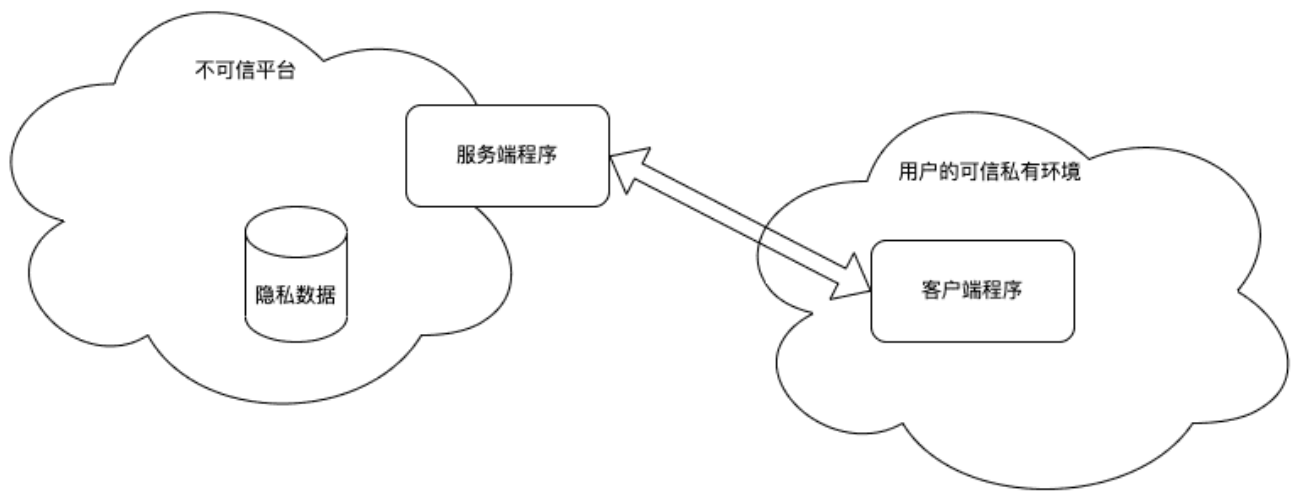 不可信平台
服务端程序
隐私数据
用户的可信私有环境
客户端程序